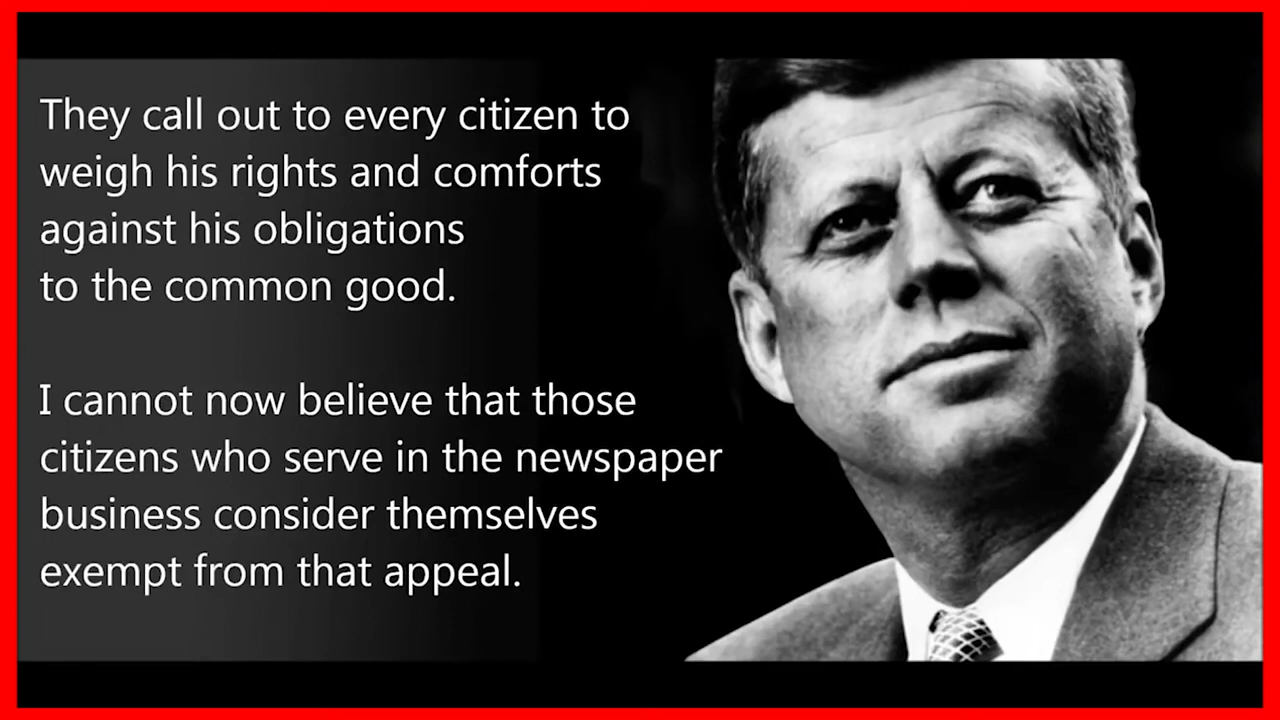 They call out to every citizen to
weigh his rights and comforts
against his obligations
to the common good.
I cannot now believe that those
citizens who serve in the newspaper
business consider themselves
exempt from that appeal.